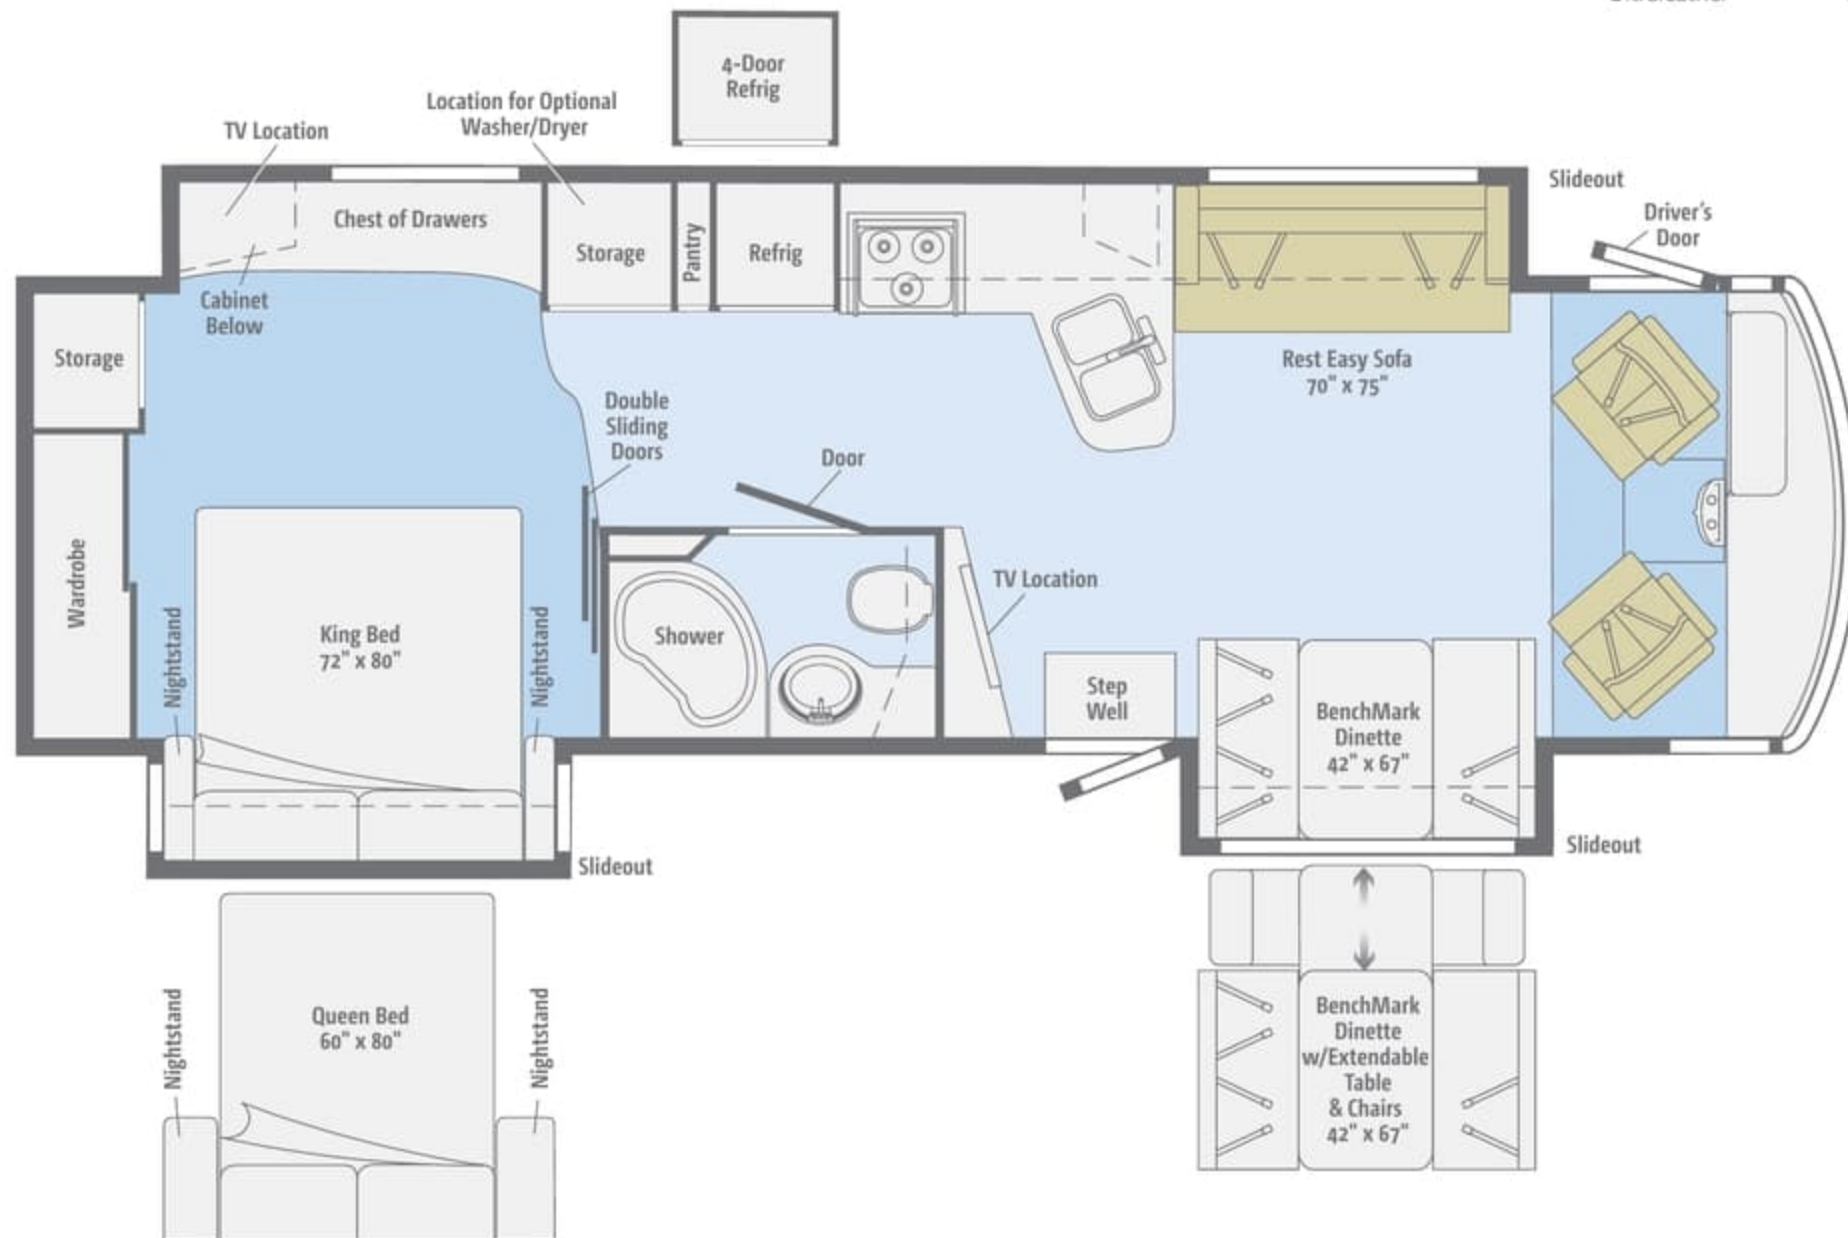 4-Door
Refrig
Location for Optional
Washer/Dryer
TV Location
Slideout
Driver's
Door
Chest of Drawers
Storage
Pantry
Refrig
Cabinet
Below
Storage
Rest Easy Sofa
70" x 75"
Double
Sliding
Doors
Door
Wardrobe
TV Location
Nightstand
King Bed
72" x 80"
Nightstand
Shower
Step
Well
BenchMark
Dinette
42" x 67"
Slideout
Slideout
Nightstand
Queen Bed
60" x 80"
Nightstand
BenchMark
Dinette
w/Extendable
Table
& Chairs
42" x 67"